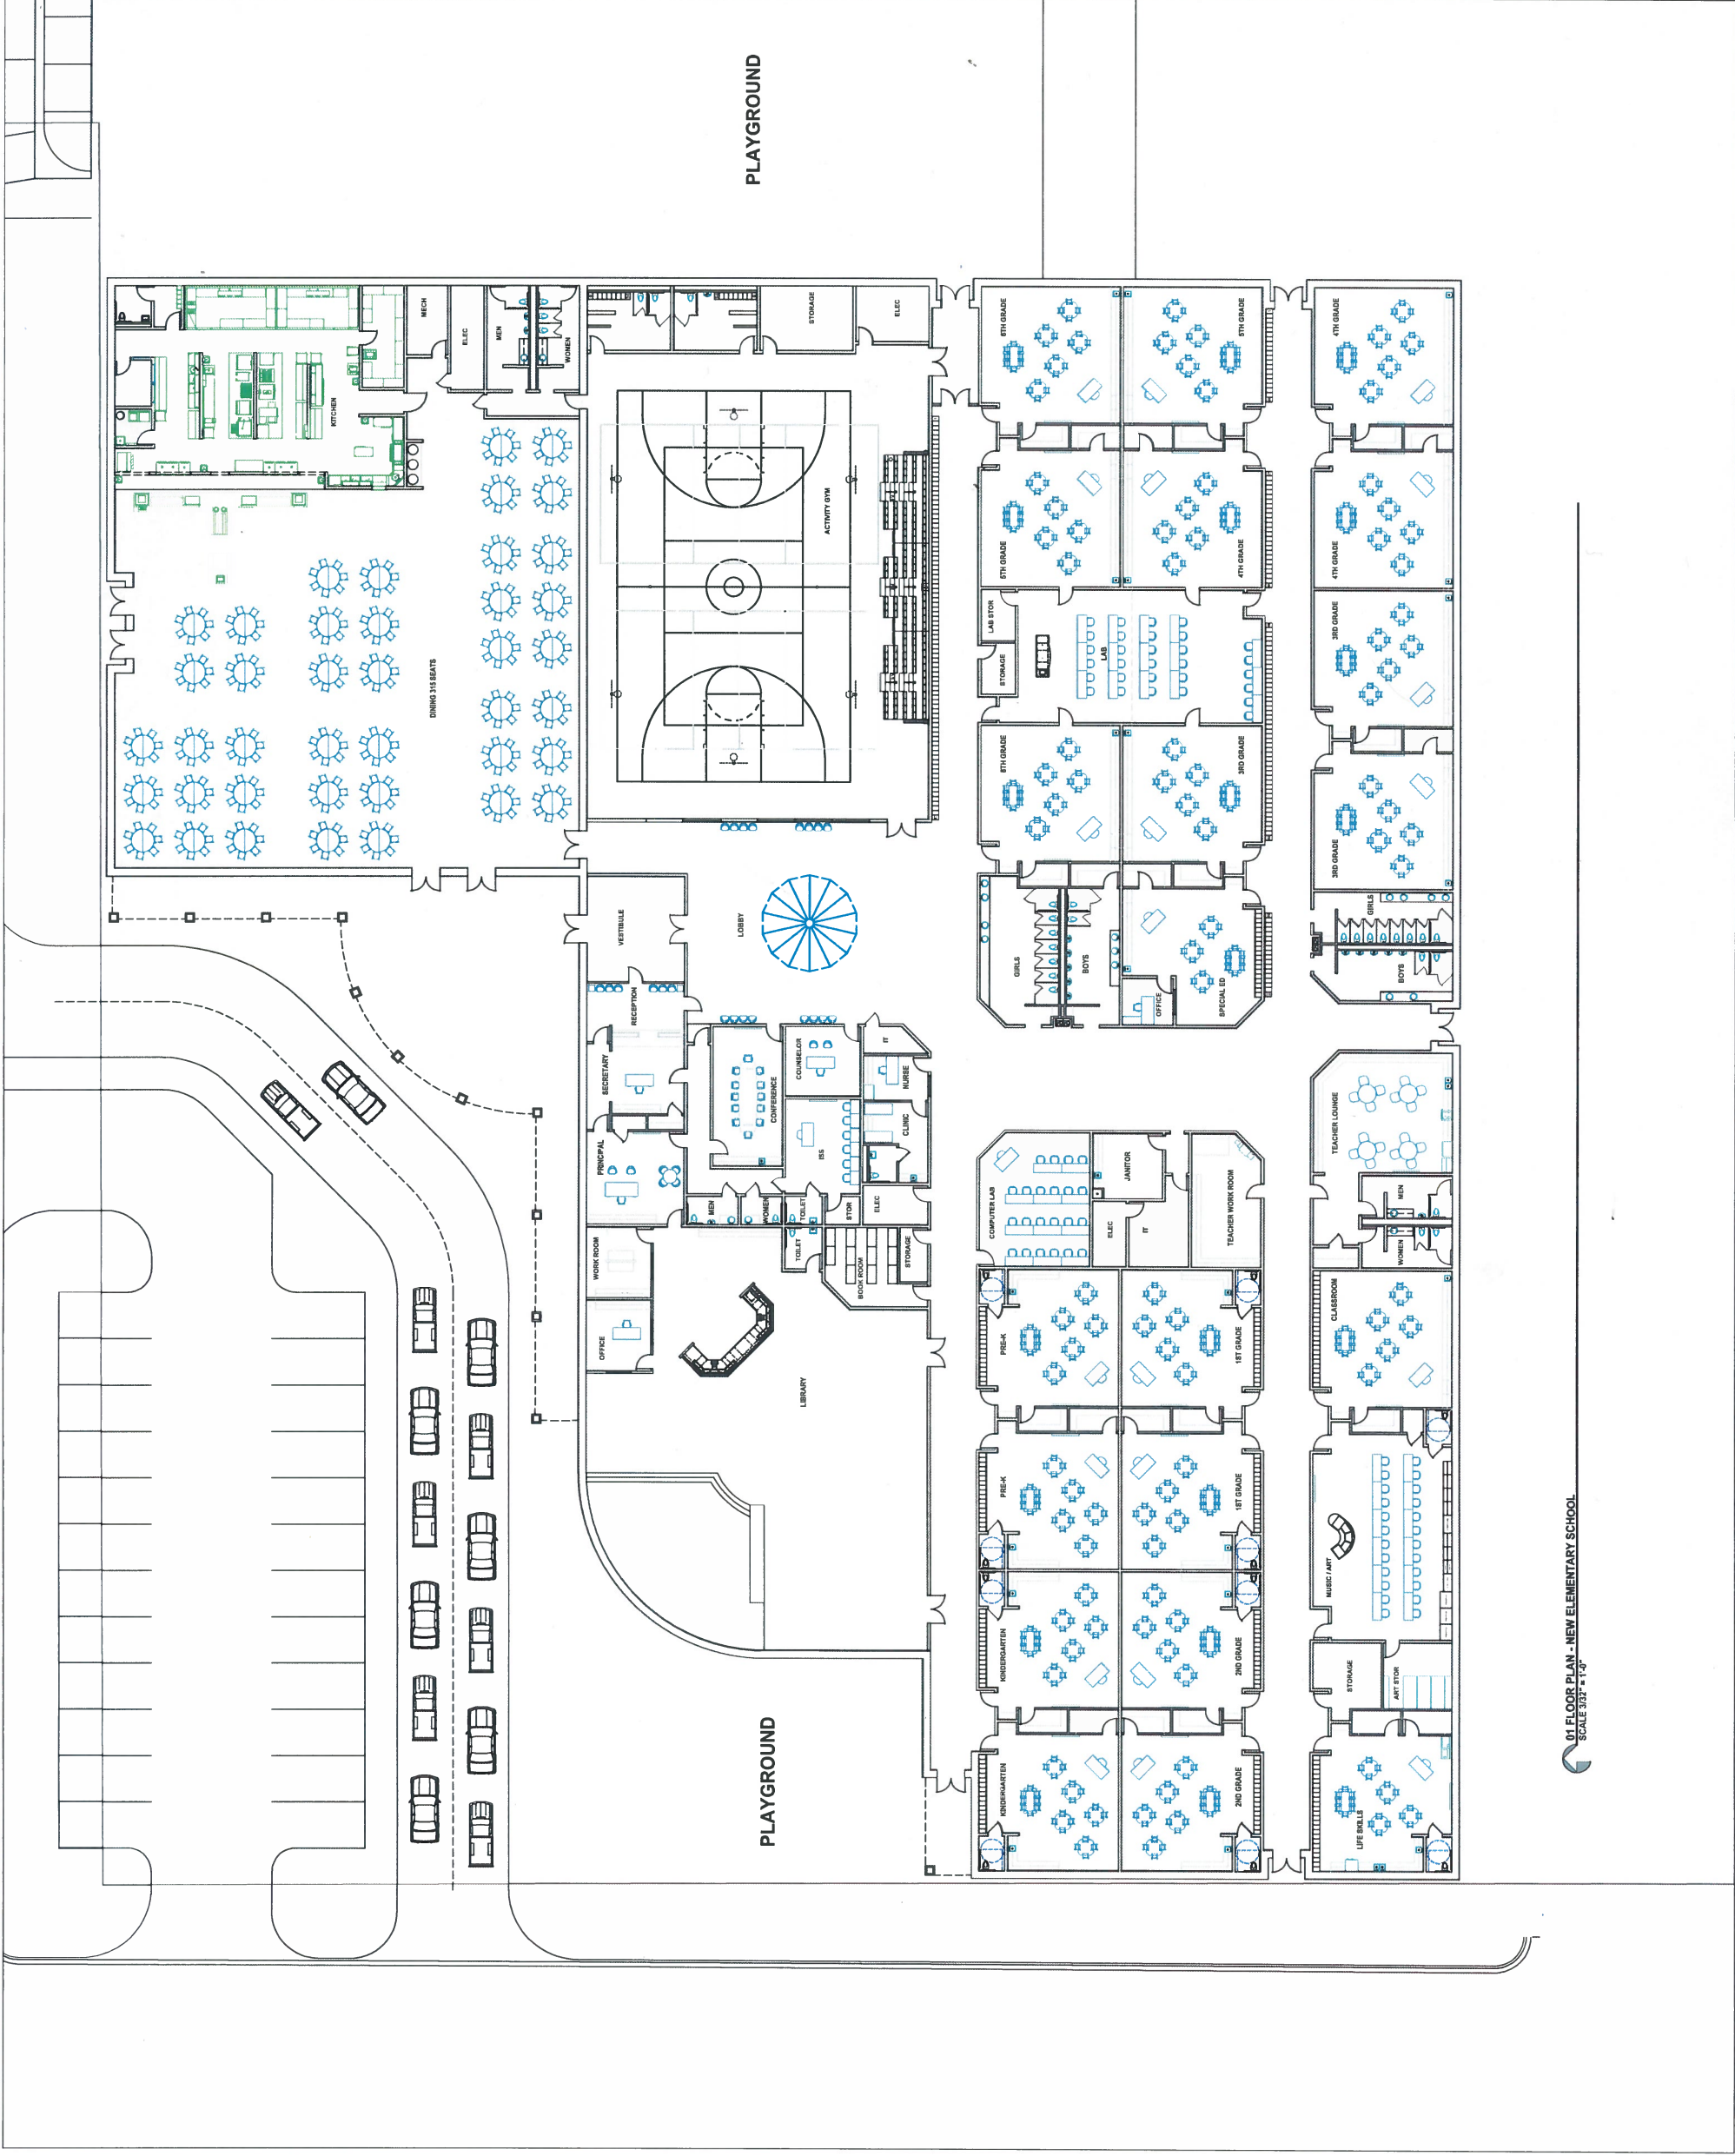 KITCHEN
DINING 315 SEATS
MECH
ELEC
MEN
WOMEN
OFFICE
WORK ROOM
PRINCIPAL
SECRETARY
RECEPTION
VESTIBULE
LOBBY
MEN
WOMEN
CONFERENCE
COUNSELOR
TOILET
TOILET
ISS
STOR
ELEC
CLINIC
NURSE
IT
BOOK ROOM
STORAGE
LIBRARY
ACTIVITY GYM
STORAGE
ELEC
PLAYGROUND
PLAYGROUND
KINDERGARTEN
KINDERGARTEN
PRE-K
PRE-K
COMPUTER LAB
GIRLS
BOYS
5TH GRADE
STORAGE
LAB STOR
LAB
5TH GRADE
5TH GRADE
ELEC
IT
JANITOR
TEACHER WORK ROOM
OFFICE
SPECIAL ED
2ND GRADE
2ND GRADE
1ST GRADE
1ST GRADE
3RD GRADE
4TH GRADE
5TH GRADE
LIFE SKILLS
STORAGE
ART STOR
MUSIC / ART
CLASSROOM
WOMEN
MEN
TEACHER LOUNGE
BOYS
GIRLS
3RD GRADE
3RD GRADE
4TH GRADE
4TH GRADE
01 FLOOR PLAN - NEW ELEMENTARY SCHOOL
SCALE 3/32" = 1'-0"